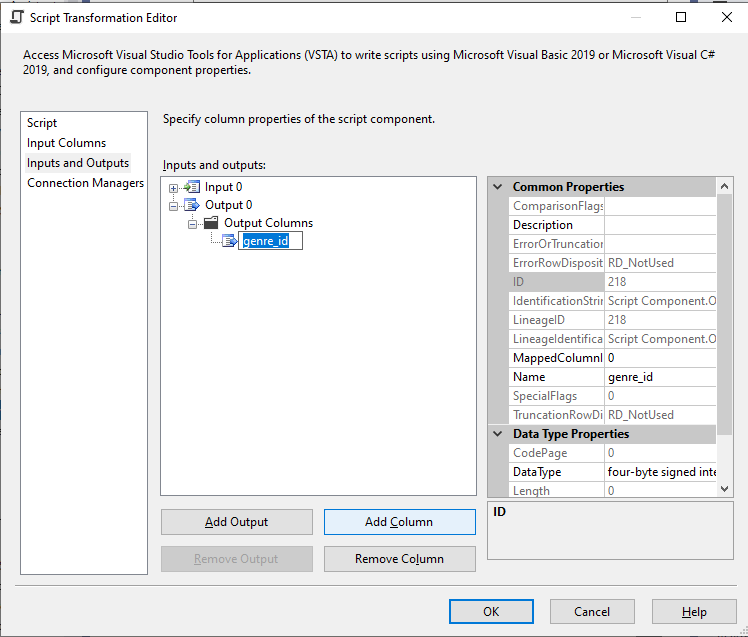 Script Transformation Editor
Access Microsoft Visual Studio Tools for Applications (VSTA) to write scripts using Microsoft Visual Basic 2019 or Microsoft Visual C#
2019, and configure component properties.
Script
Input Columns
Inputs and Outputs
Connection Managers
Specify column properties of the script component.
Inputs and outputs:
Input 0
Output 0
Output Columns
genre_id
Common Properties
ComparisonFlags
Description
ErrorOrTruncation
ErrorRowDisposit RD_NotUsed
ID 218
IdentificationStrin Script Component.O
LineageID 218
LineageIdentifica Script Component.O
MappedColumnI 0
Name genre_id
SpecialFlags 0
TruncationRowDi RD_NotUsed
Data Type Properties
CodePage 0
DataType four-byte signed inte
Length 0
ID
Add Output
Add Column
Remove Output
Remove Column
OK
Cancel
Help